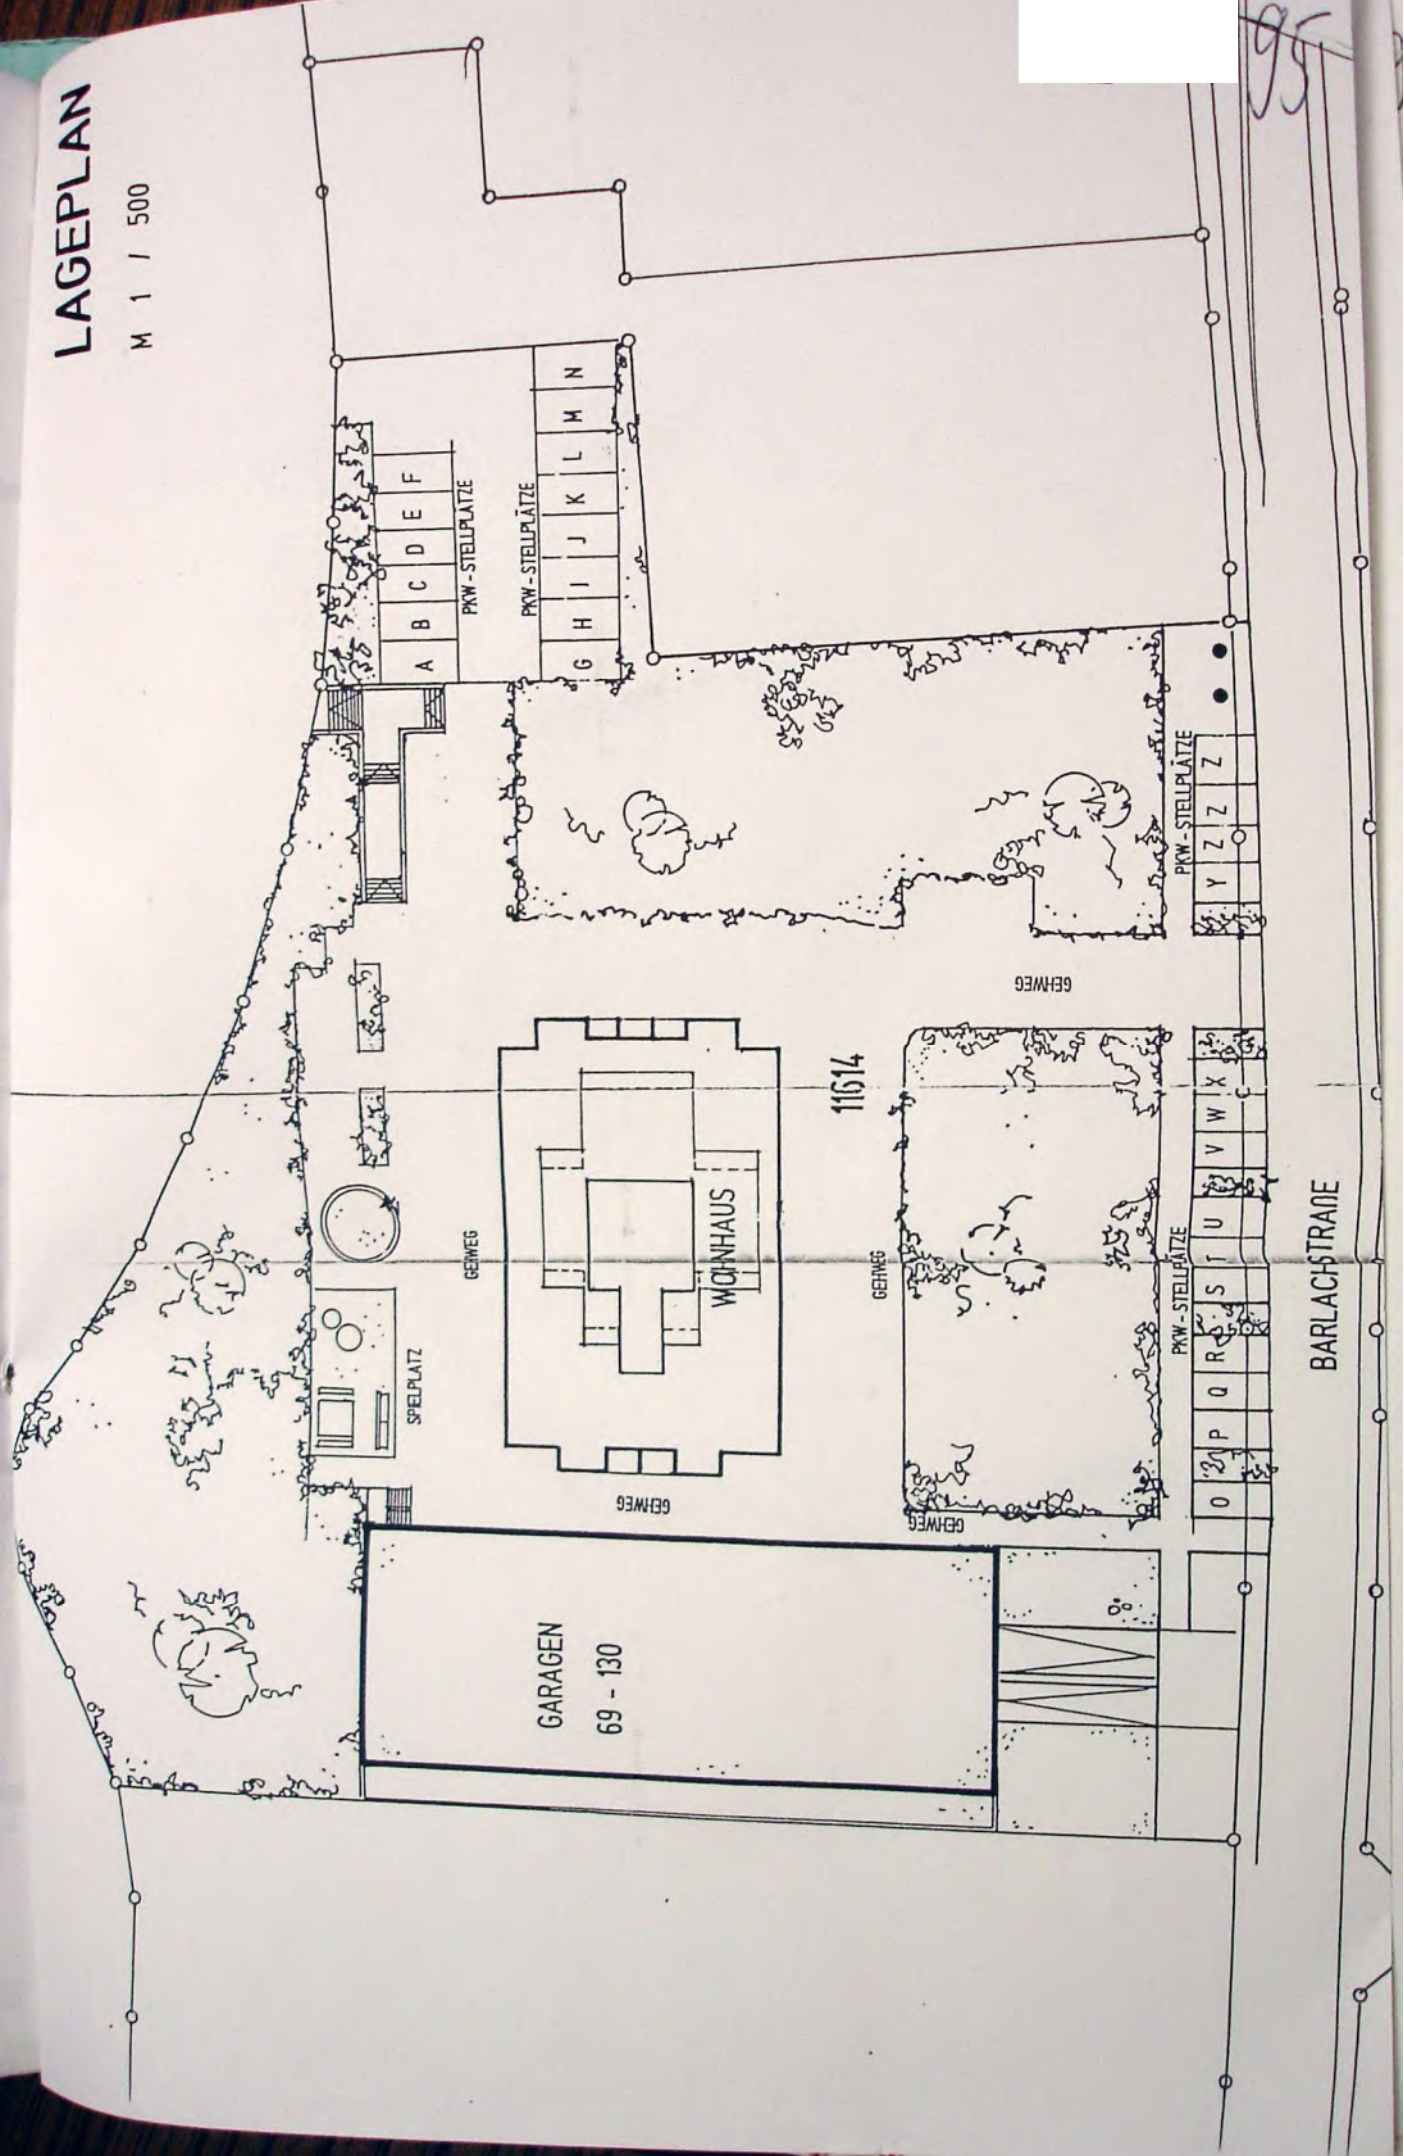 LAGEPLAN
M 1 / 500
A B C D E F
PKW-STELLPLÄTZE
PKW-STELLPLÄTZE
G H I J K L M N
GEHWEG
SPIELPLATZ
WOHNHAUS
11614
GEHWEG
GEHWEG
GEHWEG
GEHWEG
GARAGEN
69 - 130
PKW-STELLPLÄTZE
O P Q R S T U V W X
PKW-STELLPLÄTZE
Y Z Z Z
BARLACHSTRAßE
95